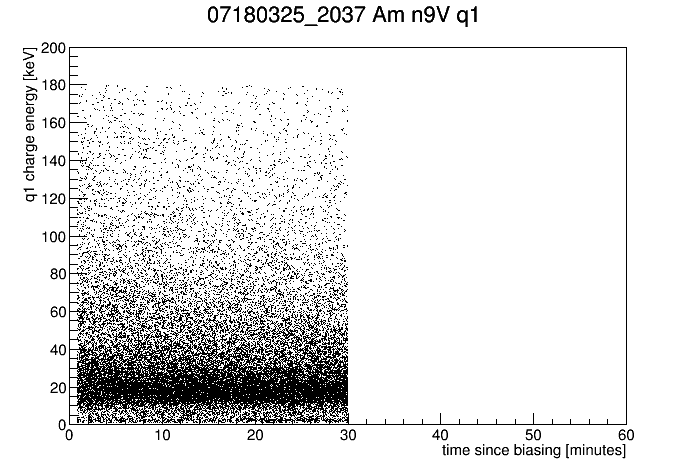 07180325_2037 Am n9V q1
q1 charge energy [keV]
200
180
160
140
120
100
80
60
40
20
0
0 10 20 30 40 50 60
time since biasing [minutes]